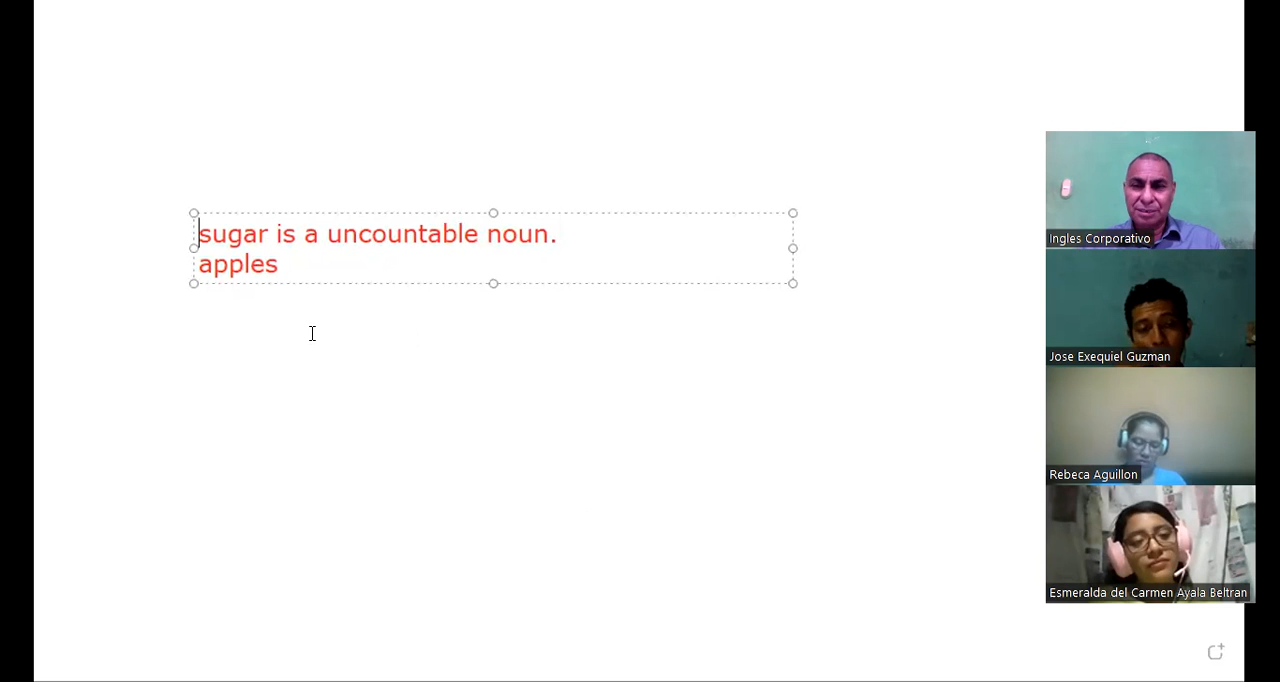 sugar is a uncountable noun.
apples
Ingles Corporativo
Jose Exequiel Guzman
Rebeca Aguillon
Esmeralda del Carmen Ayala Beltran